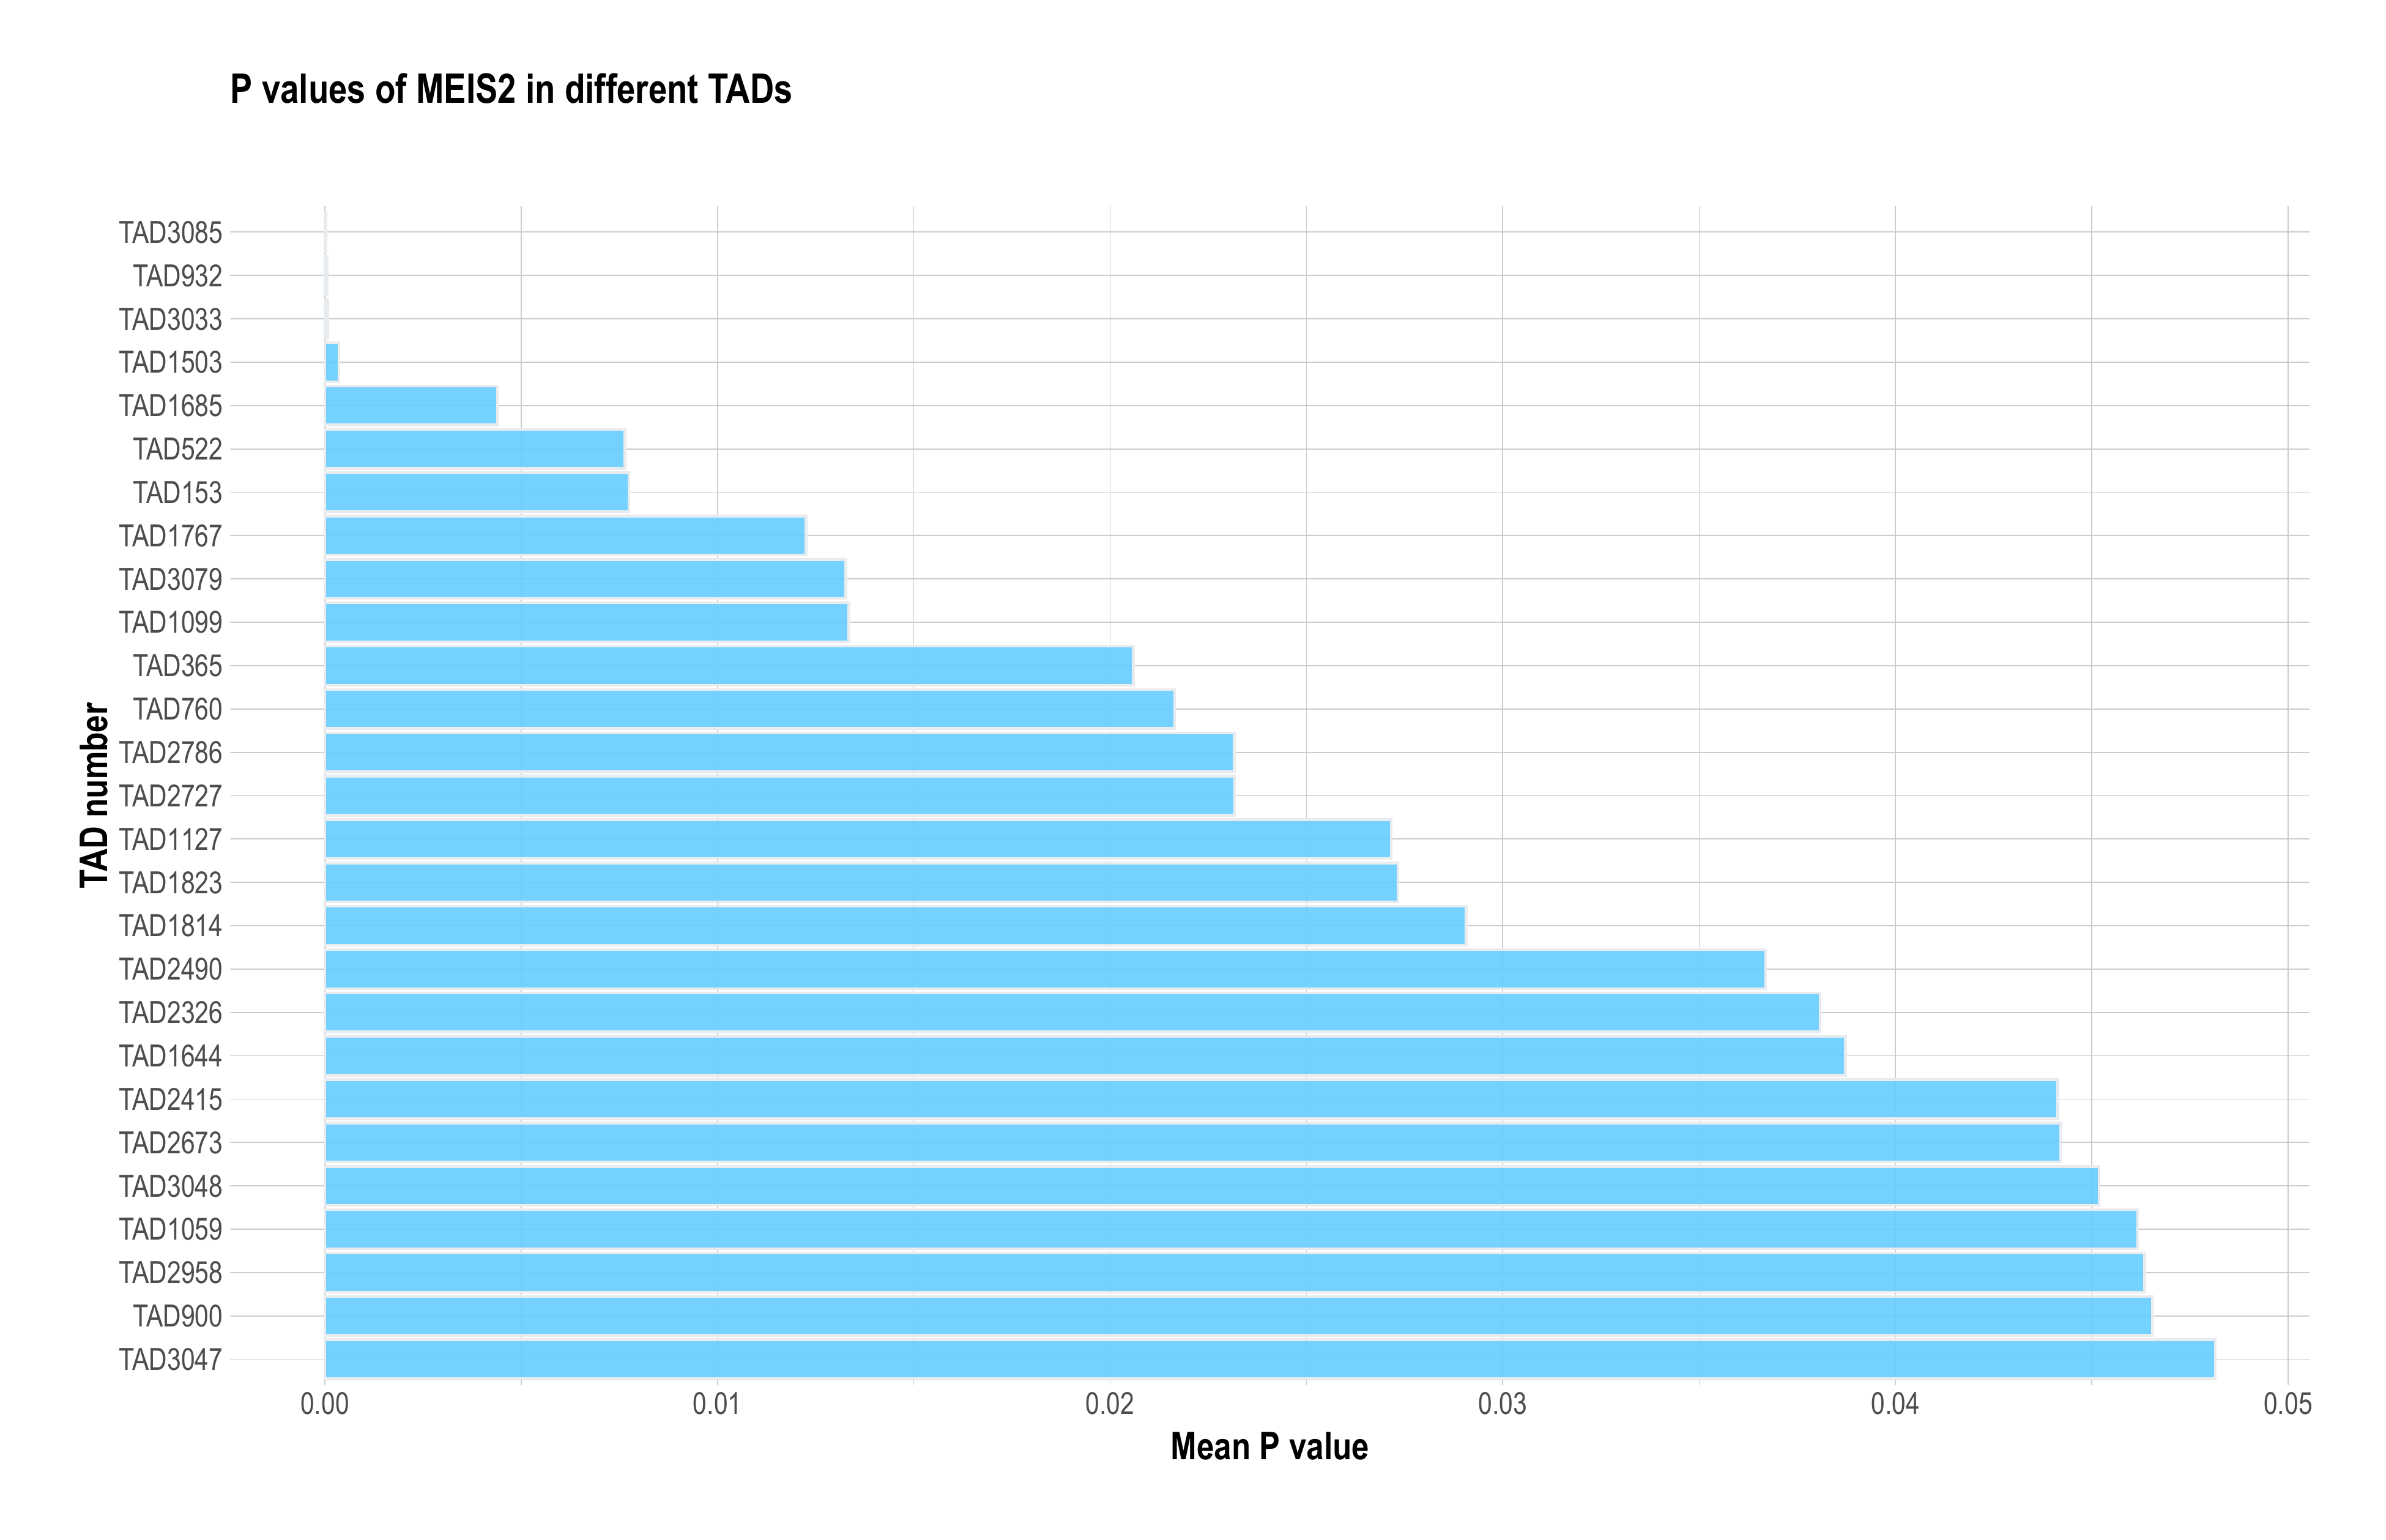 P values of MEIS2 in different TADs
TAD3085
TAD932
TAD3033
TAD1503
TAD1685
TAD522
TAD153
TAD1767
TAD3079
TAD1099
TAD365
TAD760
TAD2786
TAD2727
TAD1127
TAD1823
TAD1814
TAD2490
TAD2326
TAD1644
TAD2415
TAD2673
TAD3048
TAD1059
TAD2958
TAD900
TAD3047
TAD number
0.00 0.01 0.02 0.03 0.04 0.05
Mean P value